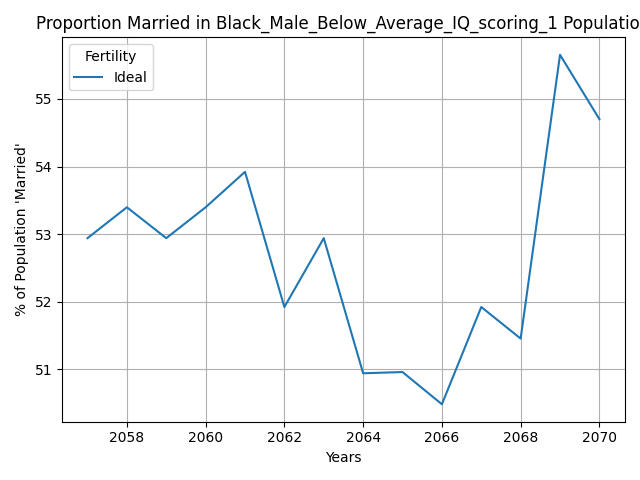 Proportion Married in Black_Male_Below_Average_IQ_scoring_1 Populatio
Fertility
Ideal
% of Population 'Married'
55
54
53
52
51
2058 2060 2062 2064 2066 2068 2070
Years